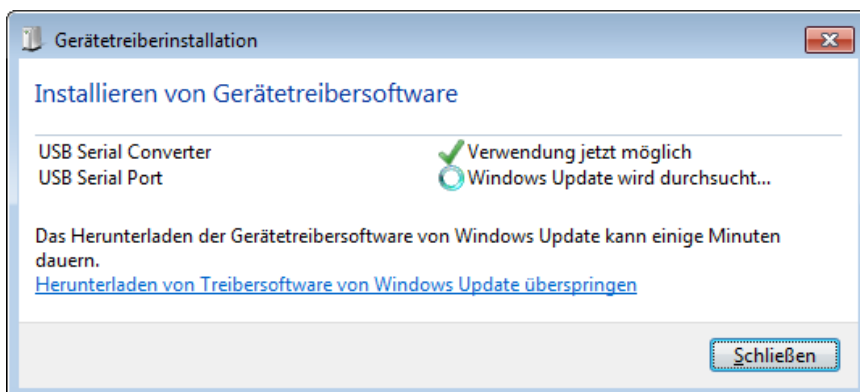 Gerätetreiberinstallation
Installieren von Gerätetreibersoftware
USB Serial Converter Verwendung jetzt möglich
USB Serial Port Windows Update wird durchsucht...
Das Herunterladen der Gerätetreibersoftware von Windows Update kann einige Minuten
dauern.
Herunterladen von Treibersoftware von Windows Update überspringen
Schließen